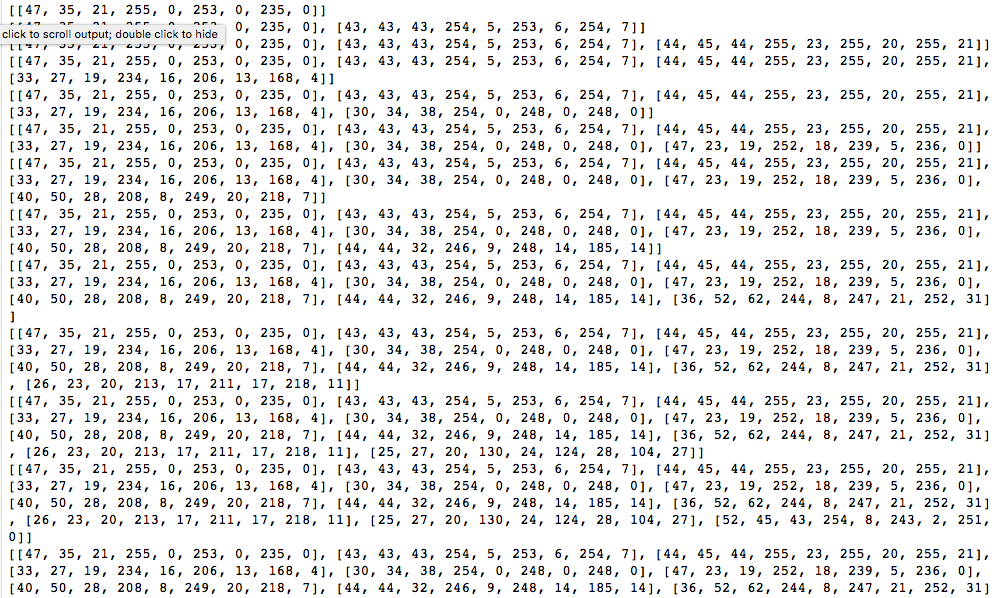 [[47, 35, 21, 255, 0, 253, 0, 235, 0]]
0, 253, 0, 235, 0], [43, 43, 43, 254, 5, 253, 6, 254, 7]]
click to scroll output; double click to hide
0, 253, 0, 235, 0], [43, 43, 43, 254, 5, 253, 6, 254, 7], [44, 45, 44, 255, 23, 255, 20, 255, 21]]
[[47, 35, 21, 255, 0, 253, 0, 235, 0], [43, 43, 43, 254, 5, 253, 6, 254, 7], [44, 45, 44, 255, 23, 255, 20, 255, 21],
[33, 27, 19, 234, 16, 206, 13, 168, 4]]
[[47, 35, 21, 255, 0, 253, 0, 235, 0], [43, 43, 43, 254, 5, 253, 6, 254, 7], [44, 45, 44, 255, 23, 255, 20, 255, 21],
[33, 27, 19, 234, 16, 206, 13, 168, 4], [30, 34, 38, 254, 0, 248, 0, 248, 0]]
[[47, 35, 21, 255, 0, 253, 0, 235, 0], [43, 43, 43, 254, 5, 253, 6, 254, 7], [44, 45, 44, 255, 23, 255, 20, 255, 21],
[33, 27, 19, 234, 16, 206, 13, 168, 4], [30, 34, 38, 254, 0, 248, 0, 248, 0], [47, 23, 19, 252, 18, 239, 5, 236, 0]]
[[47, 35, 21, 255, 0, 253, 0, 235, 0], [43, 43, 43, 254, 5, 253, 6, 254, 7], [44, 45, 44, 255, 23, 255, 20, 255, 21],
[33, 27, 19, 234, 16, 206, 13, 168, 4], [30, 34, 38, 254, 0, 248, 0, 248, 0], [47, 23, 19, 252, 18, 239, 5, 236, 0],
[40, 50, 28, 208, 8, 249, 20, 218, 7]]
[[47, 35, 21, 255, 0, 253, 0, 235, 0], [43, 43, 43, 254, 5, 253, 6, 254, 7], [44, 45, 44, 255, 23, 255, 20, 255, 21],
[33, 27, 19, 234, 16, 206, 13, 168, 4], [30, 34, 38, 254, 0, 248, 0, 248, 0], [47, 23, 19, 252, 18, 239, 5, 236, 0],
[40, 50, 28, 208, 8, 249, 20, 218, 7], [44, 44, 32, 246, 9, 248, 14, 185, 14]]
[[47, 35, 21, 255, 0, 253, 0, 235, 0], [43, 43, 43, 254, 5, 253, 6, 254, 7], [44, 45, 44, 255, 23, 255, 20, 255, 21],
[33, 27, 19, 234, 16, 206, 13, 168, 4], [30, 34, 38, 254, 0, 248, 0, 248, 0], [47, 23, 19, 252, 18, 239, 5, 236, 0],
[40, 50, 28, 208, 8, 249, 20, 218, 7], [44, 44, 32, 246, 9, 248, 14, 185, 14], [36, 52, 62, 244, 8, 247, 21, 252, 31]
]
[[47, 35, 21, 255, 0, 253, 0, 235, 0], [43, 43, 43, 254, 5, 253, 6, 254, 7], [44, 45, 44, 255, 23, 255, 20, 255, 21],
[33, 27, 19, 234, 16, 206, 13, 168, 4], [30, 34, 38, 254, 0, 248, 0, 248, 0], [47, 23, 19, 252, 18, 239, 5, 236, 0],
[40, 50, 28, 208, 8, 249, 20, 218, 7], [44, 44, 32, 246, 9, 248, 14, 185, 14], [36, 52, 62, 244, 8, 247, 21, 252, 31]
, [26, 23, 20, 213, 17, 211, 17, 218, 11]]
[[47, 35, 21, 255, 0, 253, 0, 235, 0], [43, 43, 43, 254, 5, 253, 6, 254, 7], [44, 45, 44, 255, 23, 255, 20, 255, 21],
[33, 27, 19, 234, 16, 206, 13, 168, 4], [30, 34, 38, 254, 0, 248, 0, 248, 0], [47, 23, 19, 252, 18, 239, 5, 236, 0],
[40, 50, 28, 208, 8, 249, 20, 218, 7], [44, 44, 32, 246, 9, 248, 14, 185, 14], [36, 52, 62, 244, 8, 247, 21, 252, 31]
, [26, 23, 20, 213, 17, 211, 17, 218, 11], [25, 27, 20, 130, 24, 124, 28, 104, 27]]
[[47, 35, 21, 255, 0, 253, 0, 235, 0], [43, 43, 43, 254, 5, 253, 6, 254, 7], [44, 45, 44, 255, 23, 255, 20, 255, 21],
[33, 27, 19, 234, 16, 206, 13, 168, 4], [30, 34, 38, 254, 0, 248, 0, 248, 0], [47, 23, 19, 252, 18, 239, 5, 236, 0],
[40, 50, 28, 208, 8, 249, 20, 218, 7], [44, 44, 32, 246, 9, 248, 14, 185, 14], [36, 52, 62, 244, 8, 247, 21, 252, 31]
, [26, 23, 20, 213, 17, 211, 17, 218, 11], [25, 27, 20, 130, 24, 124, 28, 104, 27], [52, 45, 43, 254, 8, 243, 2, 251,
0]]
[[47, 35, 21, 255, 0, 253, 0, 235, 0], [43, 43, 43, 254, 5, 253, 6, 254, 7], [44, 45, 44, 255, 23, 255, 20, 255, 21],
[33, 27, 19, 234, 16, 206, 13, 168, 4], [30, 34, 38, 254, 0, 248, 0, 248, 0], [47, 23, 19, 252, 18, 239, 5, 236, 0],
[40, 50, 28, 208, 8, 249, 20, 218, 7], [44, 44, 32, 246, 9, 248, 14, 185, 14], [36, 52, 62, 244, 8, 247, 21, 252, 31]